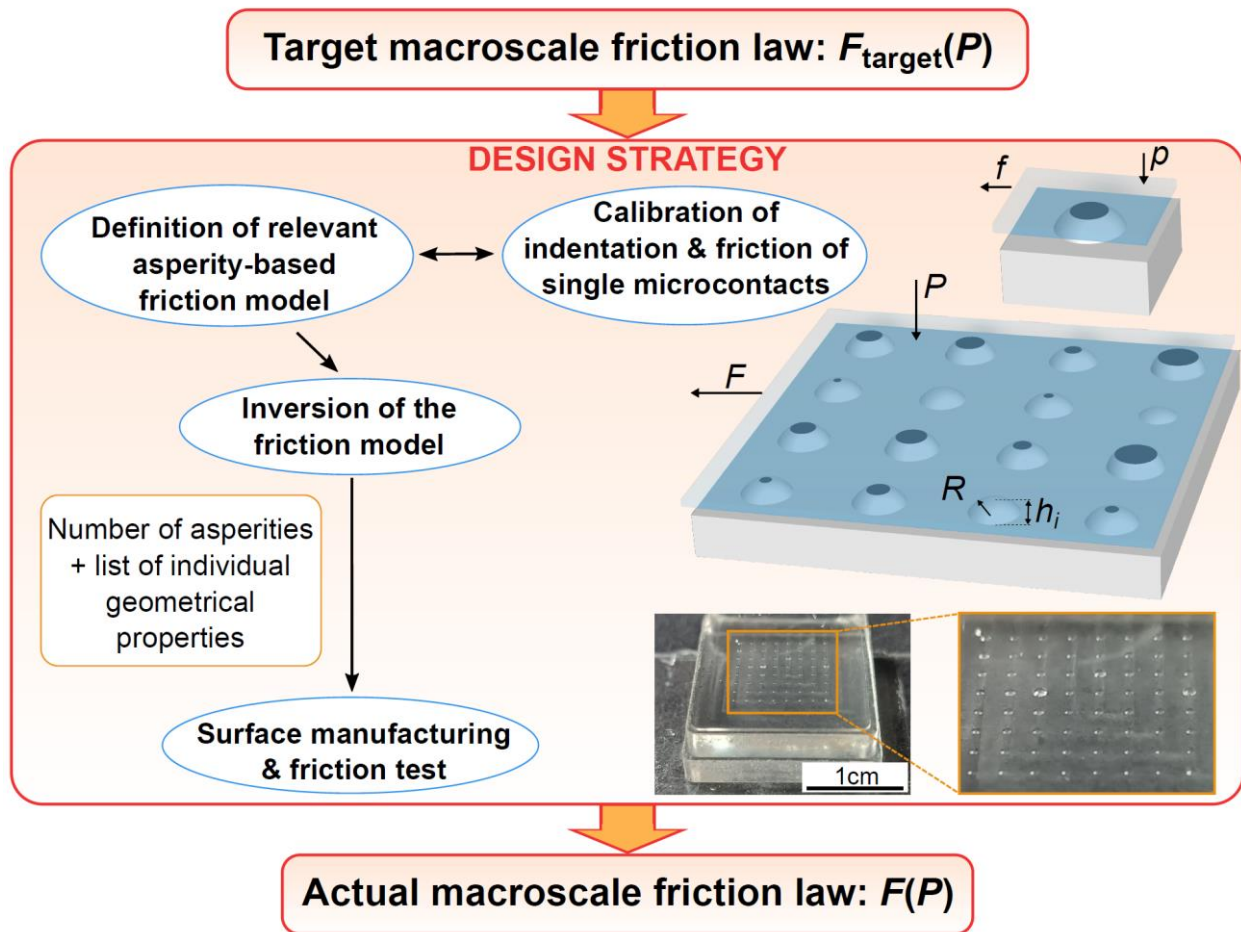 Target macroscale friction law: F_target(P)
DESIGN STRATEGY
Definition of relevant
asperity-based
friction model
Calibration of
indentation & friction of
single microcontacts
f
p
P
F
R
h_i
Inversion of the
friction model
Number of asperities
+ list of individual
geometrical
properties
Surface manufacturing
& friction test
1cm
Actual macroscale friction law: F(P)